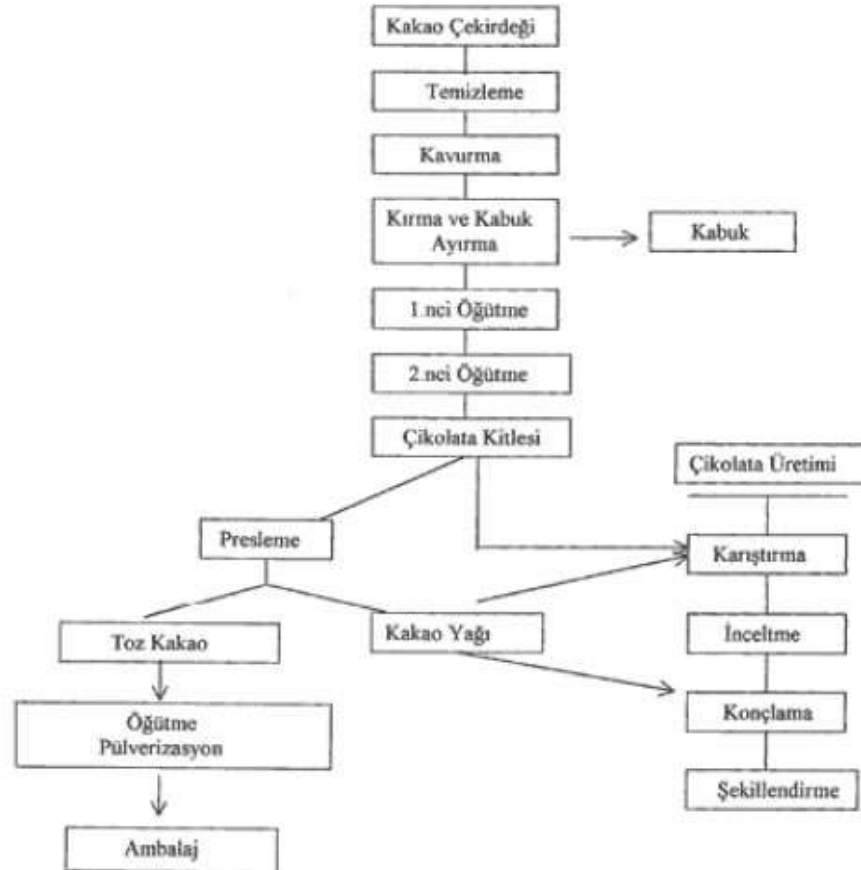 Kakao Çekirdeği
Temizleme
Kavurma
Kırma ve Kabuk
Ayırma
Kabuk
1.nci Öğütme
2.nci Öğütme
Çikolata Kitlesi
Çikolata Üretimi
Presleme
Karıştırma
Toz Kakao
Kakao Yağı
İnceltme
Öğütme
Pülverizasyon
Konçlama
Şekillendirme
Ambalaj